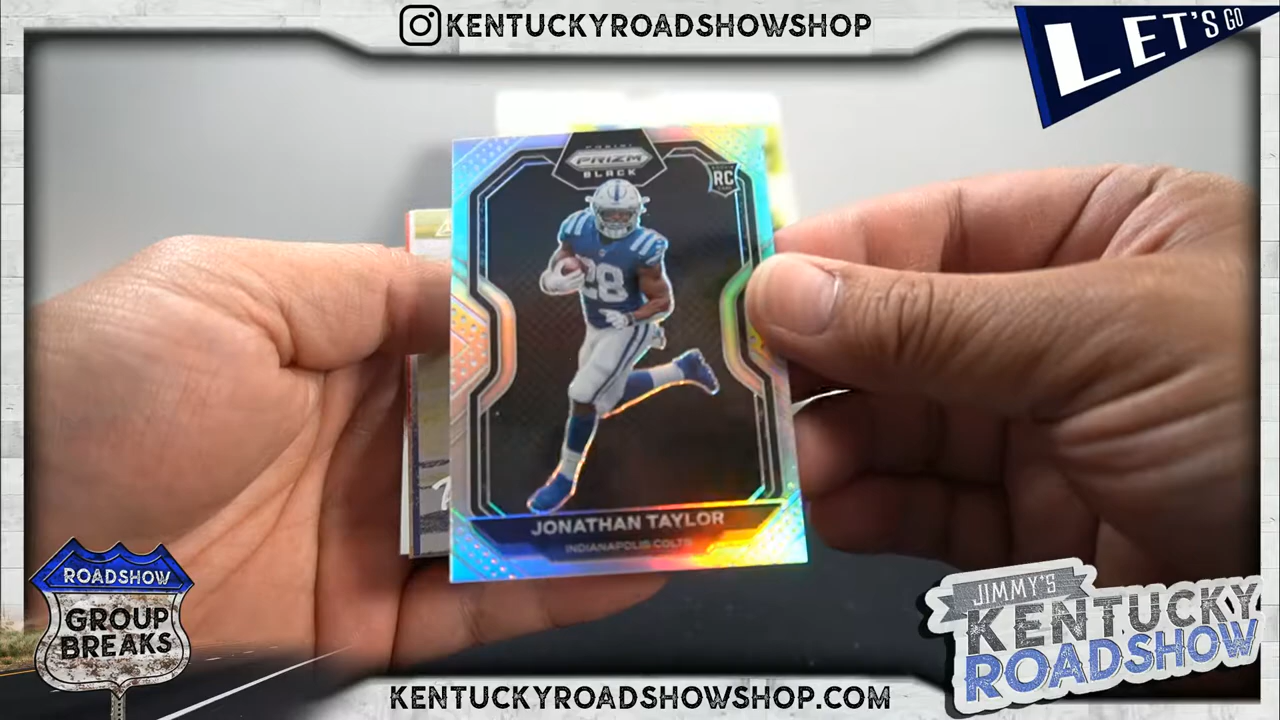 KENTUCKYROADSHOWSHOP
LET'S GO
PANINI
PRIZM
BLACK
RC
28
JONATHAN TAYLOR
INDIANAPOLIS COLTS
ROADSHOW
GROUP
BREAKS
JIMMY'S
KENTUCKY
ROADSHOW
KENTUCKYROADSHOWSHOP.COM